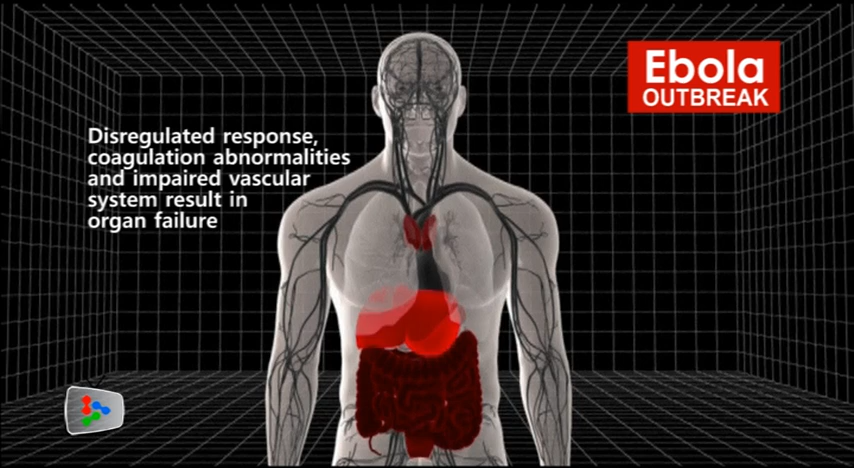 Ebola
OUTBREAK
Disregulated response,
coagulation abnormalities
and impaired vascular
system result in
organ failure